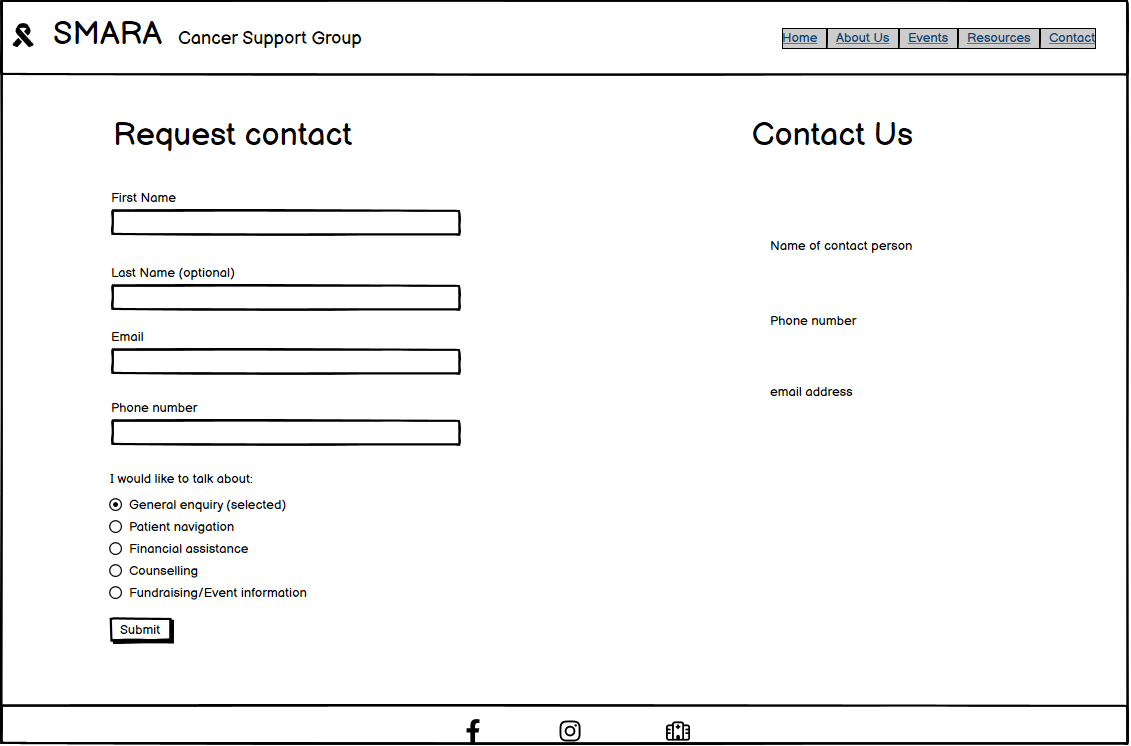 SMARA Cancer Support Group
Home About Us Events Resources Contact
Request contact
First Name
Last Name (optional)
Email
Phone number
I would like to talk about:
General enquiry (selected)
Patient navigation
Financial assistance
Counselling
Fundraising/Event information
Submit
Contact Us
Name of contact person
Phone number
email address